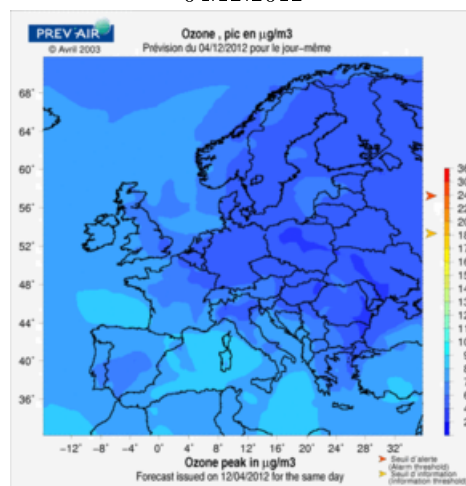 04.12.2012
PREV'AIR
© Avril 2003
Ozone , pic en µg/m3
Prévision du 04/12/2012 pour le jour-même
68°
64°
60°
56°
52°
48°
44°
40°
36°
-12° -8° -4° 0° 4° 8° 12° 16° 20° 24° 28° 32°
Ozone peak in µg/m3
Forecast issued on 12/04/2012 for the same day
Seuil d'alerte
(Alarm threshold)
Seuil d'information
(Information threshold)